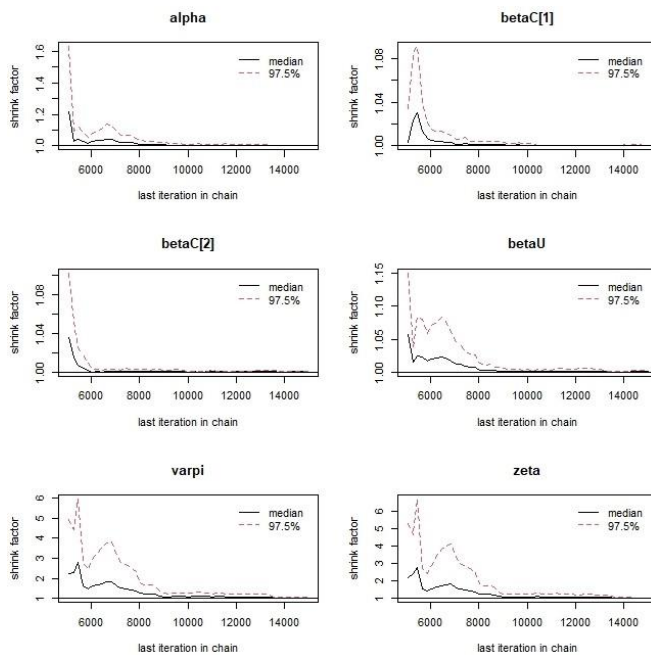 alpha
shrink factor
1.0 1.2 1.4 1.6
median
97.5%
6000 8000 10000 12000 14000
last iteration in chain
betaC[1]
shrink factor
1.00 1.04 1.08
median
97.5%
6000 8000 10000 12000 14000
last iteration in chain
betaC[2]
shrink factor
1.00 1.04 1.08
median
97.5%
6000 8000 10000 12000 14000
last iteration in chain
betaU
shrink factor
1.00 1.05 1.10 1.15
median
97.5%
6000 8000 10000 12000 14000
last iteration in chain
varpi
shrink factor
1 2 3 4 5 6
median
97.5%
6000 8000 10000 12000 14000
last iteration in chain
zeta
shrink factor
1 2 3 4 5 6
median
97.5%
6000 8000 10000 12000 14000
last iteration in chain